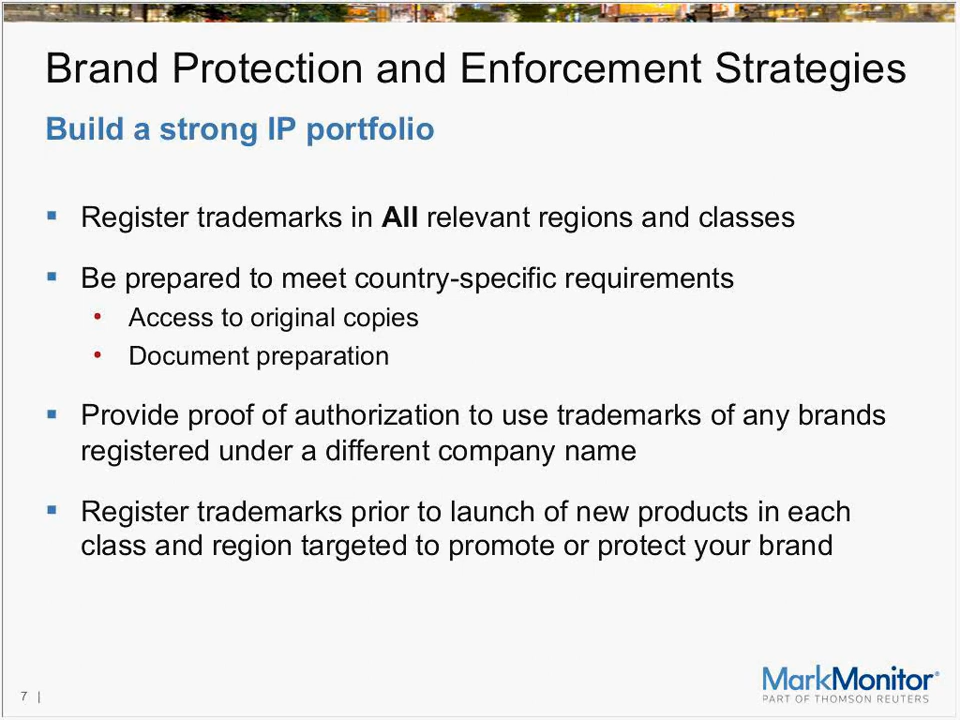 Brand Protection and Enforcement Strategies
Build a strong IP portfolio
▪ Register trademarks in All relevant regions and classes
▪ Be prepared to meet country-specific requirements
• Access to original copies
• Document preparation
▪ Provide proof of authorization to use trademarks of any brands
registered under a different company name
▪ Register trademarks prior to launch of new products in each
class and region targeted to promote or protect your brand
7 |
MarkMonitor®
PART OF THOMSON REUTERS